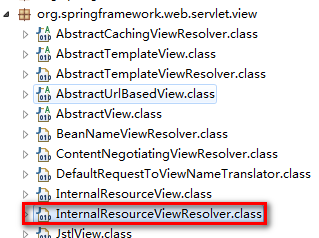 org.springframework.web.servlet.view
AbstractCachingViewResolver.class
AbstractTemplateView.class
AbstractTemplateViewResolver.class
AbstractUrlBasedView.class
AbstractView.class
BeanNameViewResolver.class
ContentNegotiatingViewResolver.class
DefaultRequestToViewNameTranslator.class
InternalResourceView.class
InternalResourceViewResolver.class
JstlView.class